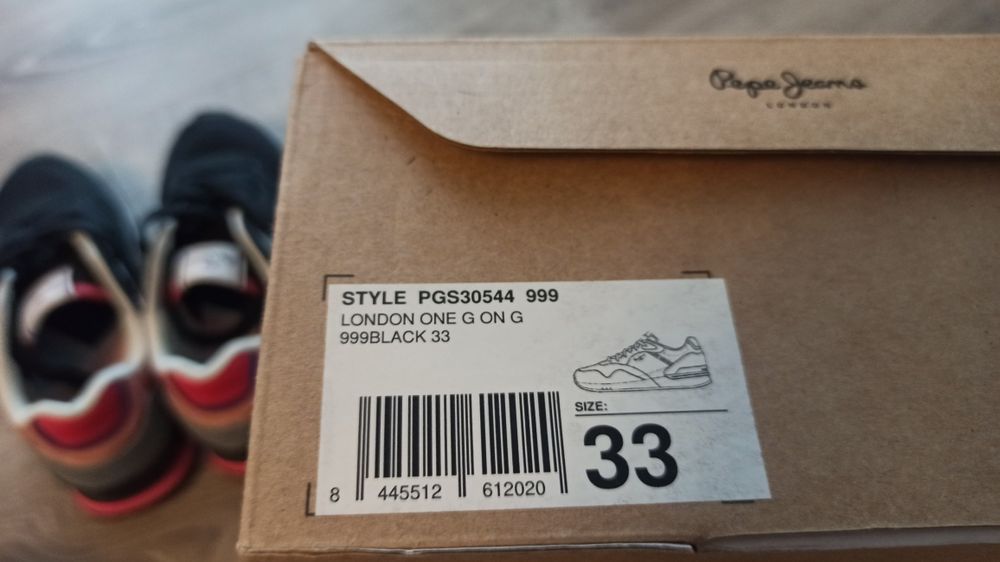 Pepe Jeans
LONDON
STYLE PGS30544 999
LONDON ONE G ON G
999BLACK 33
SIZE:
33
8 445512 612020